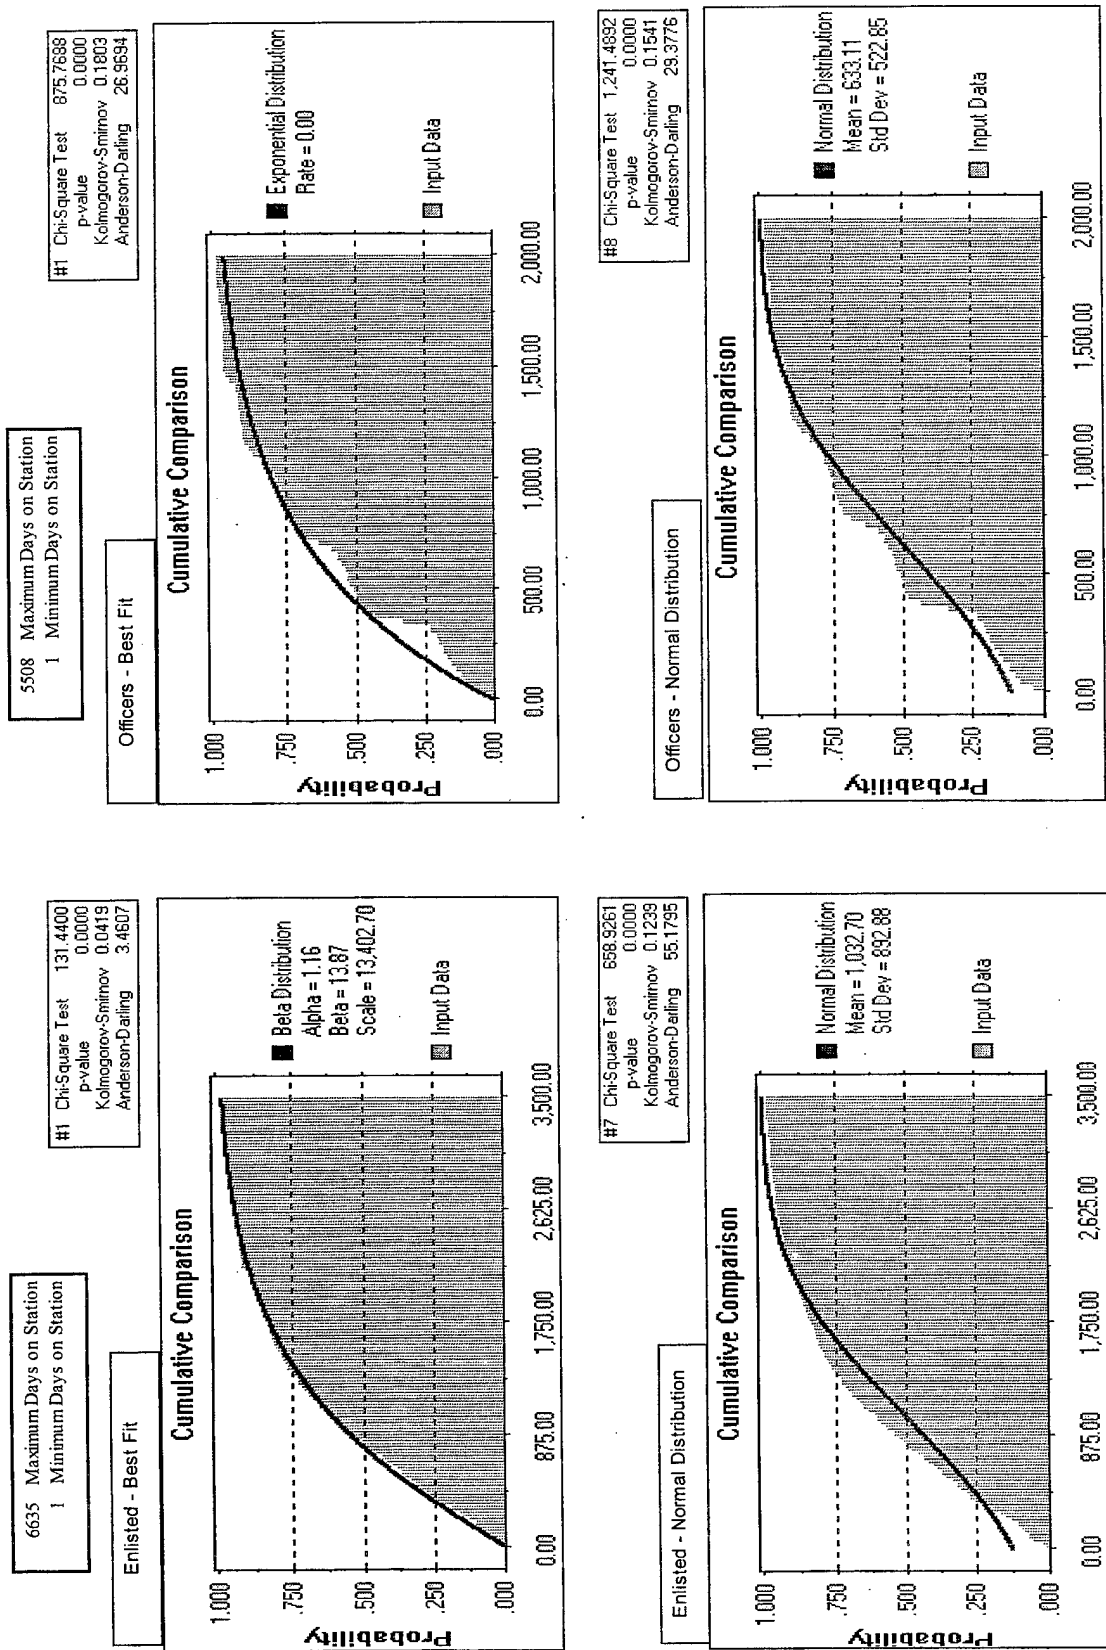 6635 Maximum Days on Station
1 Minimum Days on Station
Enlisted - Best Fit
#1 Chi-Square Test 131.4400
p-value 0.0000
Kolmogorov-Smirnov 0.0419
Anderson-Darling 3.4607
Cumulative Comparison
Probability
1.000
.750
.500
.250
.000
0.00 875.00 1,750.00 2,625.00 3,500.00
Beta Distribution
Alpha = 1.16
Beta = 13.87
Scale = 13,402.70
Input Data
5508 Maximum Days on Station
1 Minimum Days on Station
Officers - Best Fit
#1 Chi-Square Test 875.7688
p-value 0.0000
Kolmogorov-Smirnov 0.1803
Anderson-Darling 26.9694
Cumulative Comparison
Probability
1.000
.750
.500
.250
.000
0.00 500.00 1,000.00 1,500.00 2,000.00
Exponential Distribution
Rate = 0.00
Input Data
Enlisted - Normal Distribution
#7 Chi-Square Test 658.9261
p-value 0.0000
Kolmogorov-Smirnov 0.1239
Anderson-Darling 55.1795
Cumulative Comparison
Probability
1.000
.750
.500
.250
.000
0.00 875.00 1,750.00 2,625.00 3,500.00
Normal Distribution
Mean = 1,032.70
Std Dev = 892.88
Input Data
Officers - Normal Distribution
#8 Chi-Square Test 1,241.4892
p-value 0.0000
Kolmogorov-Smirnov 0.1541
Anderson-Darling 29.3776
Cumulative Comparison
Probability
1.000
.750
.500
.250
.000
0.00 500.00 1,000.00 1,500.00 2,000.00
Normal Distribution
Mean = 633.11
Std Dev = 522.85
Input Data